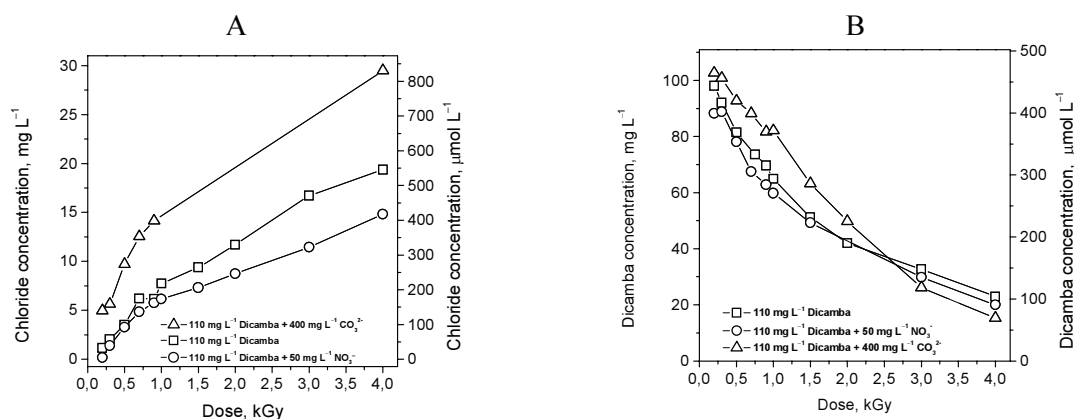 A
Chloride concentration, mg L⁻¹
30
25
20
15
10
5
0
800
700
600
500
400
300
200
100
0
Chloride concentration, μmol L⁻¹
110 mg L⁻¹ Dicamba + 400 mg L⁻¹ CO₃²⁻
110 mg L⁻¹ Dicamba
110 mg L⁻¹ Dicamba + 50 mg L⁻¹ NO₃⁻
0,0 0,5 1,0 1,5 2,0 2,5 3,0 3,5 4,0
Dose, kGy
B
Dicamba concentration, mg L⁻¹
100
80
60
40
20
0
500
400
300
200
100
0
Dicamba concentration, μmol L⁻¹
110 mg L⁻¹ Dicamba
110 mg L⁻¹ Dicamba + 50 mg L⁻¹ NO₃⁻
110 mg L⁻¹ Dicamba + 400 mg L⁻¹ CO₃²⁻
0,0 0,5 1,0 1,5 2,0 2,5 3,0 3,5 4,0
Dose, kGy